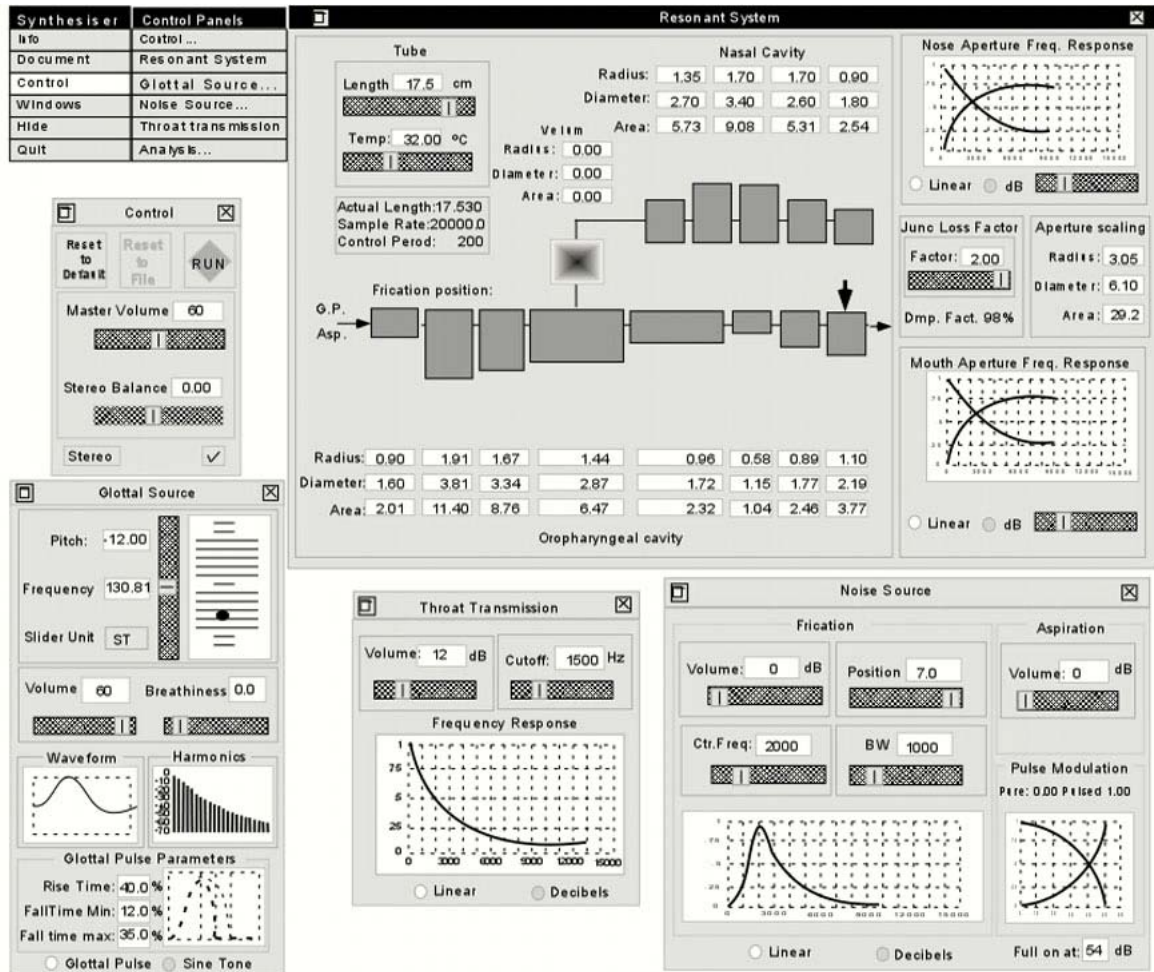 Synthesiser
Info
Document
Control
Windows
Hide
Quit
Control Panels
Control ...
Resonant System
Glottal Source...
Noise Source...
Throat transmission
Analysis...
Control
Reset to Default
Reset to File
RUN
Master Volume 60
Stereo Balance 0.00
Stereo
Glottal Source
Pitch: -12.00
Frequency 130.81
Slider Unit ST
Volume 60 Breathiness 0.0
Waveform Harmonics
Glottal Pulse Parameters
Rise Time: 40.0 %
FallTime Min: 12.0 %
Fall time max: 35.0 %
Glottal Pulse Sine Tone
Resonant System
Tube
Length 17.5 cm
Temp: 32.00 ºC
Actual Length:17.530
Sample Rate:20000.0
Control Perod: 200
Nasal Cavity
Radius: 1.35 1.70 1.70 0.90
Diameter: 2.70 3.40 2.60 1.80
Area: 5.73 9.08 5.31 2.54
Velum
Radius: 0.00
Diameter: 0.00
Area: 0.00
Frication position:
G.P.
Asp.
Radius: 0.90 1.91 1.67 1.44 0.96 0.58 0.89 1.10
Diameter: 1.60 3.81 3.34 2.87 1.72 1.15 1.77 2.19
Area: 2.01 11.40 8.76 6.47 2.32 1.04 2.46 3.77
Oropharyngeal cavity
Nose Aperture Freq. Response
Linear dB
Junc Loss Factor
Factor: 2.00
Dmp. Fact. 98%
Aperture scaling
Radius: 3.05
Diameter: 6.10
Area: 29.2
Mouth Aperture Freq. Response
Linear dB
Throat Transmission
Volume: 12 dB
Cutoff: 1500 Hz
Frequency Response
1
75
5
25
0
0 3000 6000 9000 12000 15000
Linear Decibels
Noise Source
Frication
Volume: 0 dB
Position 7.0
Ctr.Freq: 2000
BW 1000
Linear Decibels
Aspiration
Volume: 0 dB
Pulse Modulation
Pure: 0.00 Pulsed 1.00
Full on at: 54 dB